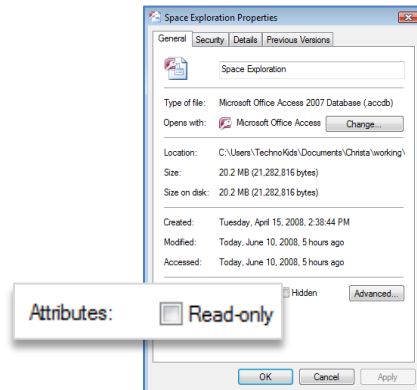 Space Exploration Properties
General Security Details Previous Versions
Space Exploration
Type of file: Microsoft Office Access 2007 Database (.accdb)
Opens with: Microsoft Office Access Change...
Location: C:\Users\TechnoKids\Documents\Christa\working\
Size: 20.2 MB (21,282,816 bytes)
Size on disk: 20.2 MB (21,282,816 bytes)
Created: Tuesday, April 15, 2008, 2:38:44 PM
Modified: Today, June 10, 2008, 5 hours ago
Accessed: Today, June 10, 2008, 5 hours ago
Hidden Advanced...
Attributes: Read-only
OK Cancel Apply